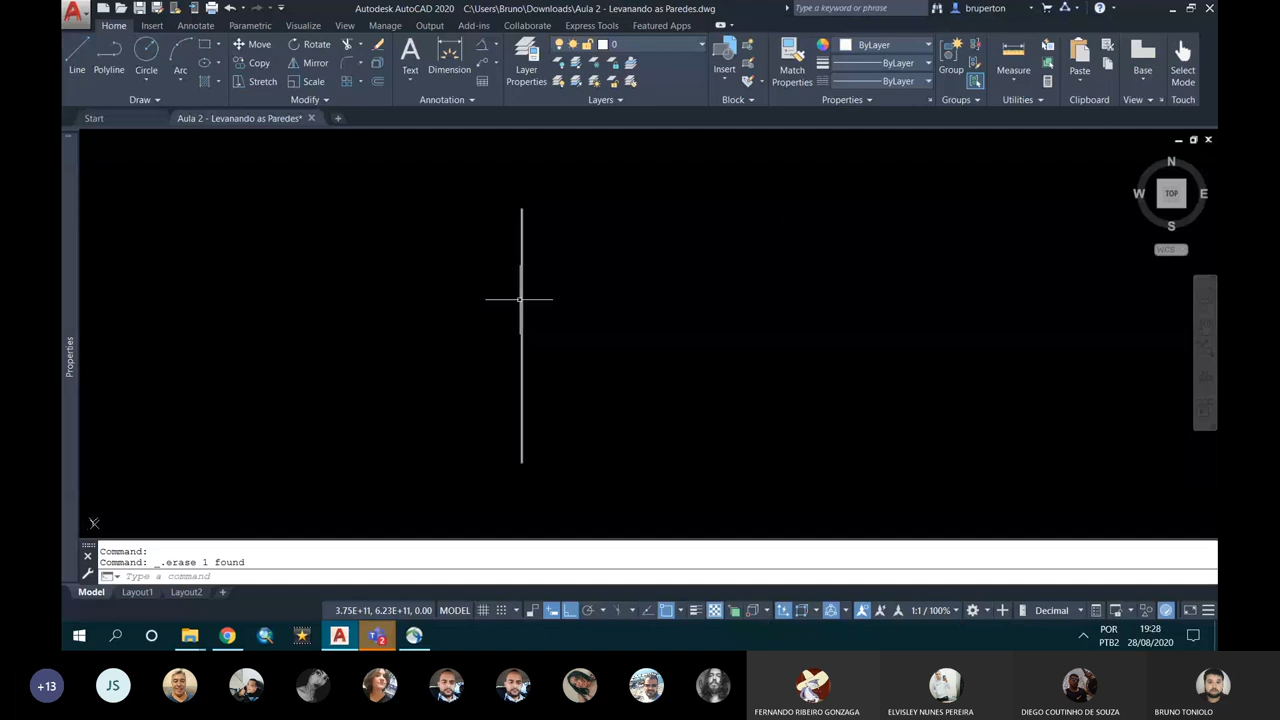 Autodesk AutoCAD 2020 C:\Users\Bruno\Downloads\Aula 2 - Levanando as Paredes.dwg
Type a keyword or phrase
bruperton
Home Insert Annotate Parametric Visualize View Manage Output Add-ins Collaborate Express Tools Featured Apps
Line Polyline Circle Arc
Move Rotate
Copy Mirror
Stretch Scale
Text Dimension
Layer Properties
0
Insert
Match Properties
ByLayer
ByLayer
ByLayer
Group
Measure
Paste
Base
Select Mode
Draw Modify Annotation Layers Block Properties Groups Utilities Clipboard View Touch
Start Aula 2 - Levanando as Paredes*
N
W TOP E
S
WCS
Properties
Y X
Command:
Command: _.erase 1 found
Type a command
Model Layout1 Layout2
3.75E+11, 6.23E+11, 0.00 MODEL 1:1 / 100% Decimal
2
POR
PTB2
19:28
28/08/2020
+13
JS
FERNANDO RIBEIRO GONZAGA
ELVISLEY NUNES PEREIRA
DIEGO COUTINHO DE SOUZA
BRUNO TONIOLO